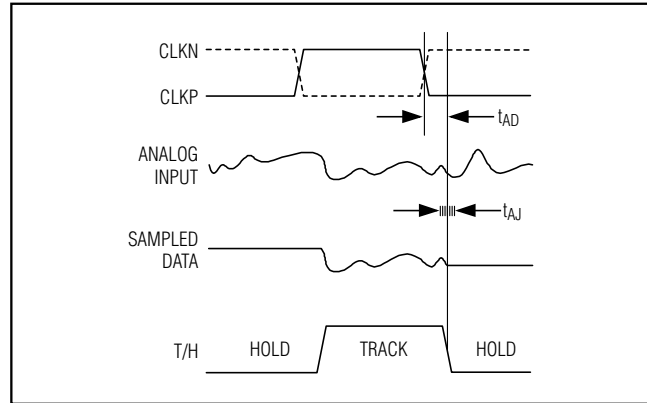 CLKN
CLKP
tAD
ANALOG
INPUT
tAJ
SAMPLED
DATA
T/H
HOLD
TRACK
HOLD